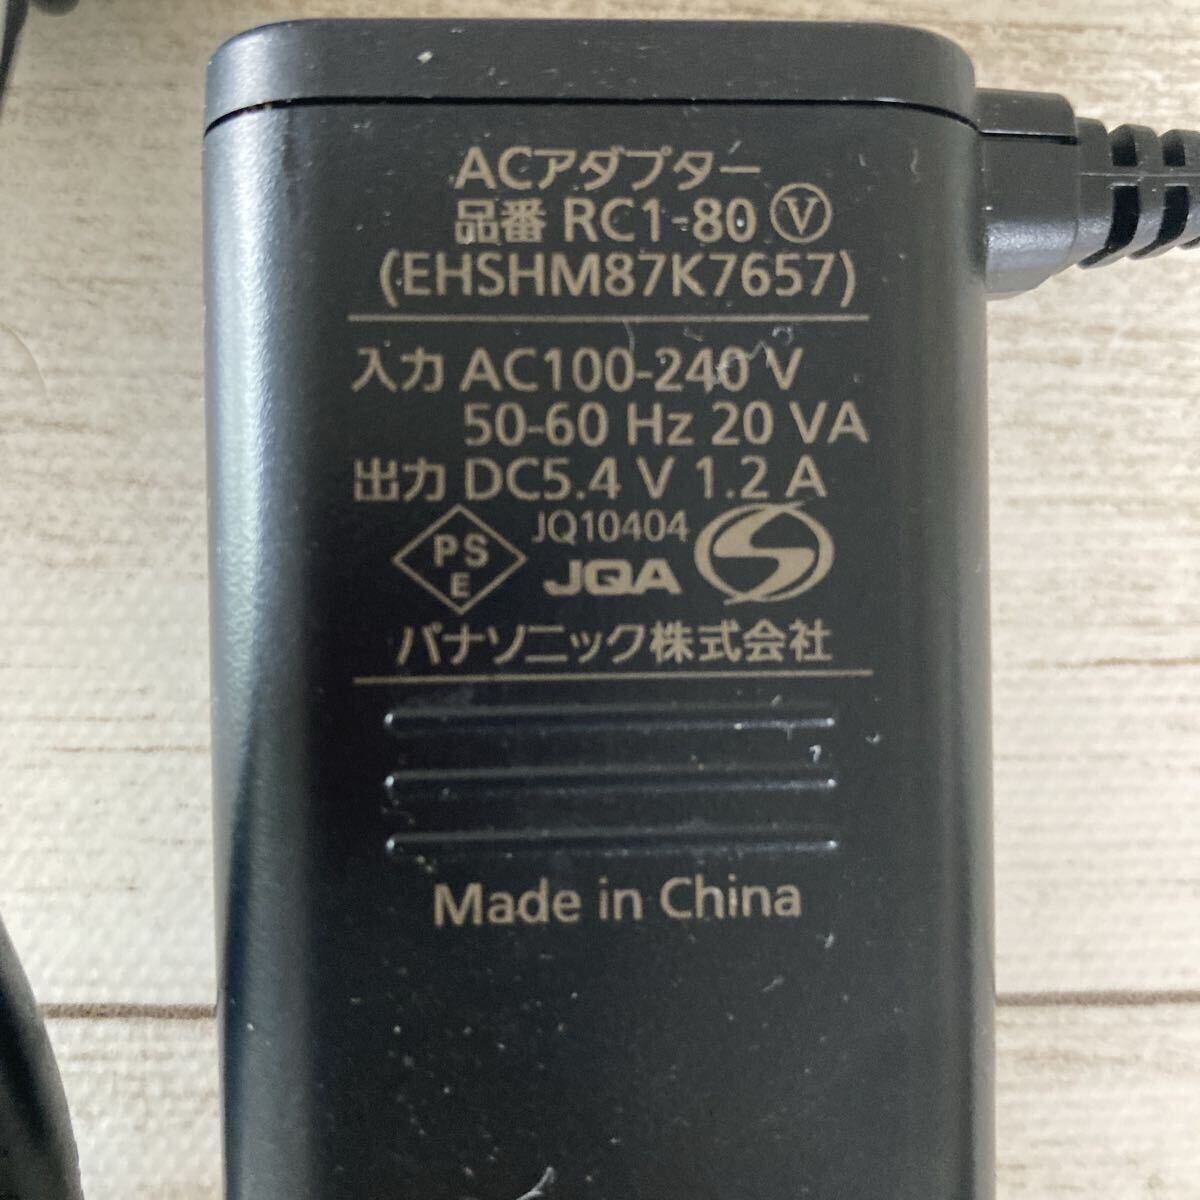 ACアダプター
品番 RC1-80 Ⓥ
(EHSHM87K7657)
入力 AC100-240 V
50-60 Hz 20 VA
出力 DC5.4 V 1.2 A
PS
E
JQ10404
JQA
パナソニック株式会社
Made in China